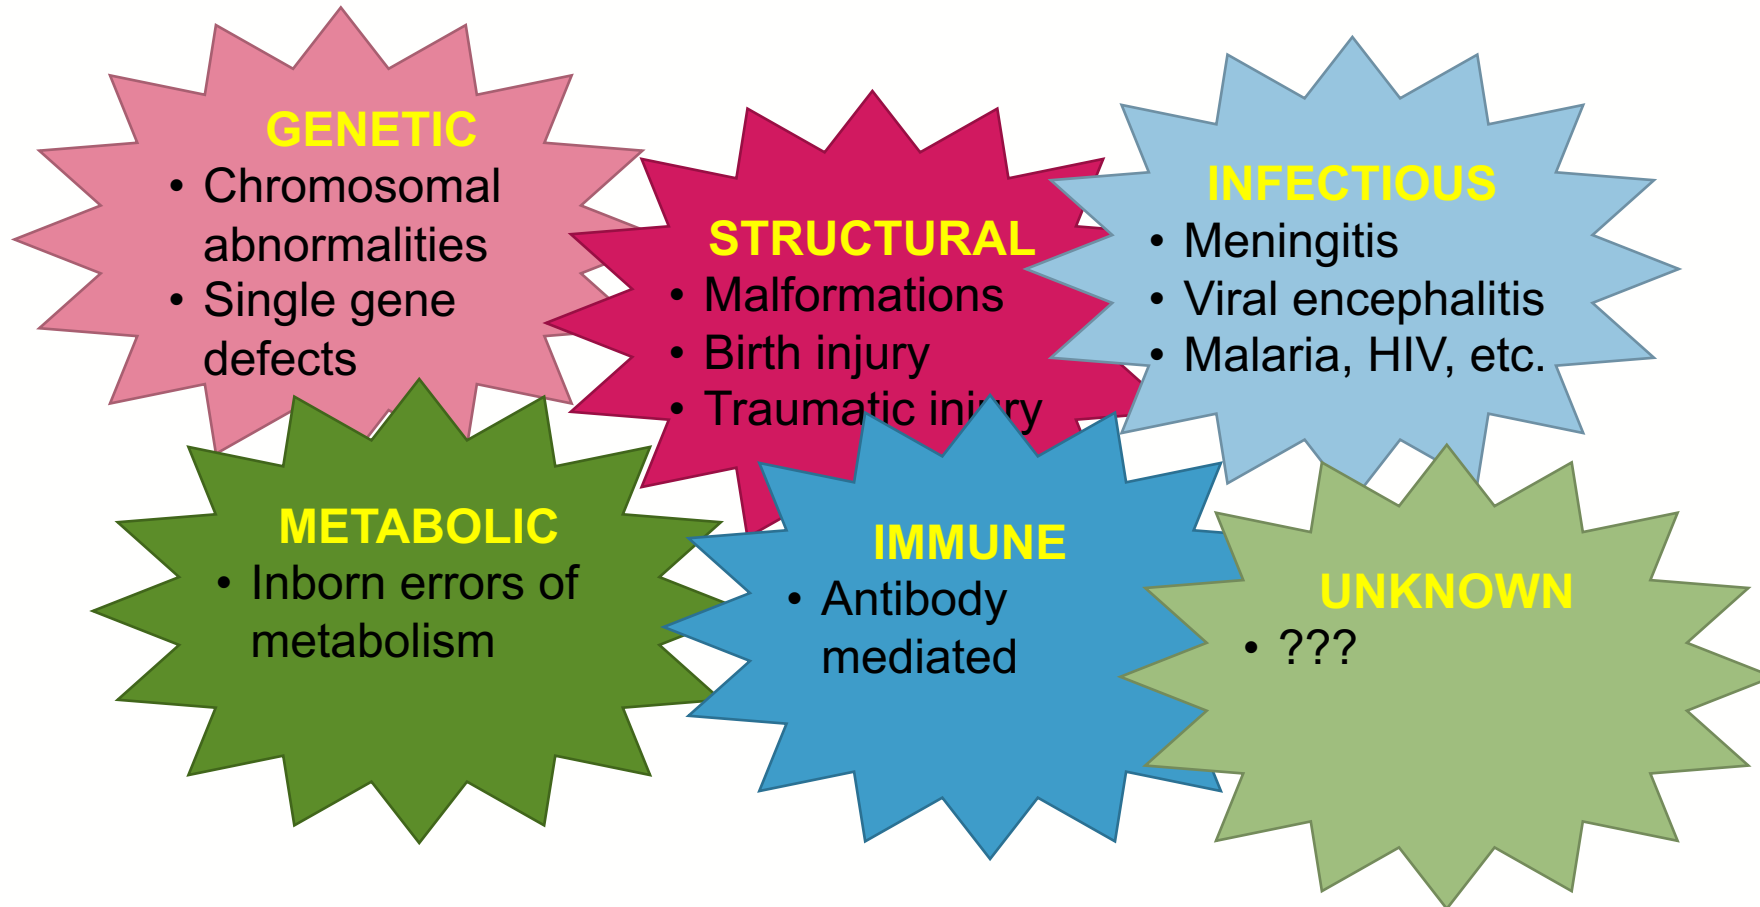 GENETIC
• Chromosomal
abnormalities
• Single gene
defects
STRUCTURAL
• Malformations
• Birth injury
• Traumatic injury
INFECTIOUS
• Meningitis
• Viral encephalitis
• Malaria, HIV, etc.
METABOLIC
• Inborn errors of
metabolism
IMMUNE
• Antibody
mediated
UNKNOWN
• ???